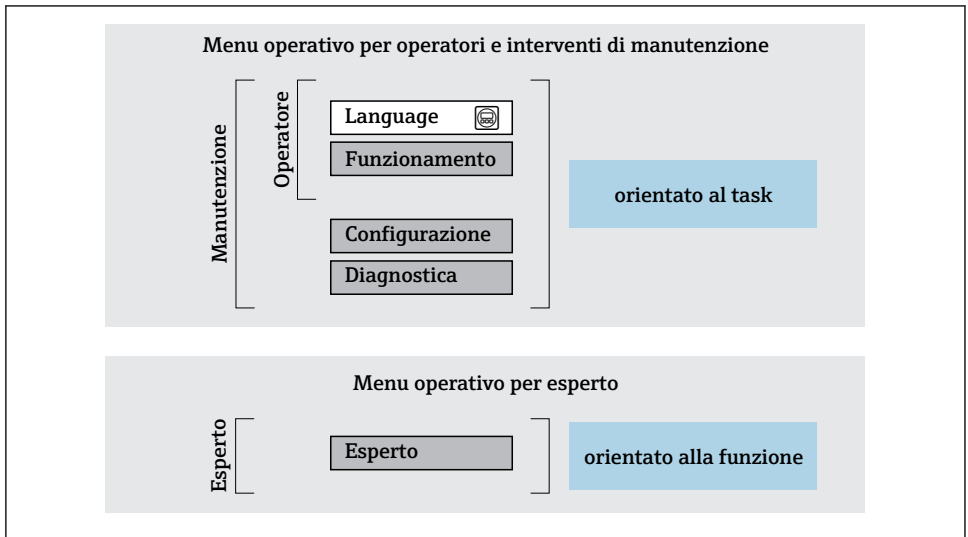 Menu operativo per operatori e interventi di manutenzione
Manutenzione
Operatore
Language
Funzionamento
Configurazione
Diagnostica
orientato al task
Menu operativo per esperto
Esperto
Esperto
orientato alla funzione